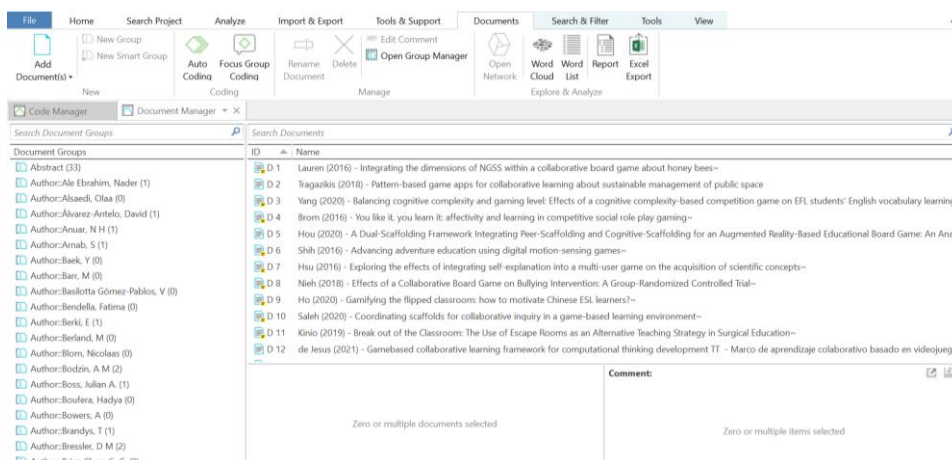 File Home Search Project Analyze Import & Export Tools & Support Documents Search & Filter Tools View
Add Document(s)
New Group
New Smart Group
New
Auto Coding
Focus Group Coding
Coding
Rename Document
Delete
Edit Comment
Open Group Manager
Manage
Open Network
Word Cloud
Word List
Report
Excel Export
Explore & Analyze
Code Manager Document Manager
Search Document Groups
Document Groups
Abstract (33)
Author::Ale Ebrahim, Nader (1)
Author::Alsaedi, Olaa (0)
Author::Álvarez-Antelo, David (1)
Author::Anuar, N H (1)
Author::Arnab, S (1)
Author::Baek, Y (0)
Author::Barr, M (0)
Author::Basilotta Gómez-Pablos, V (0)
Author::Bendella, Fatima (0)
Author::Berki, E (1)
Author::Berland, M (0)
Author::Blom, Nicolaas (0)
Author::Bodzin, A M (2)
Author::Boss, Julian A. (1)
Author::Boufera, Hadya (0)
Author::Bowers, A (0)
Author::Brandys, T (1)
Author::Bressler, D M (2)
Search Documents
ID Name
D 1 Lauren (2016) - Integrating the dimensions of NGSS within a collaborative board game about honey bees~
D 2 Tragazikis (2018) - Pattern-based game apps for collaborative learning about sustainable management of public space
D 3 Yang (2020) - Balancing cognitive complexity and gaming level: Effects of a cognitive complexity-based competition game on EFL students' English vocabulary learning
D 4 Brom (2016) - You like it, you learn it: affectivity and learning in competitive social role play gaming~
D 5 Hou (2020) - A Dual-Scaffolding Framework Integrating Peer-Scaffolding and Cognitive-Scaffolding for an Augmented Reality-Based Educational Board Game: An Ana
D 6 Shih (2016) - Advancing adventure education using digital motion-sensing games~
D 7 Hsu (2016) - Exploring the effects of integrating self-explanation into a multi-user game on the acquisition of scientific concepts~
D 8 Nieh (2018) - Effects of a Collaborative Board Game on Bullying Intervention: A Group-Randomized Controlled Trial~
D 9 Ho (2020) - Gamifying the flipped classroom: how to motivate Chinese ESL learners?~
D 10 Saleh (2020) - Coordinating scaffolds for collaborative inquiry in a game-based learning environment~
D 11 Kinio (2019) - Break out of the Classroom: The Use of Escape Rooms as an Alternative Teaching Strategy in Surgical Education~
D 12 de Jesus (2021) - Gamebased collaborative learning framework for computational thinking development TT - Marco de aprendizaje colaborativo basado en videojueg
Zero or multiple documents selected
Comment:
Zero or multiple items selected